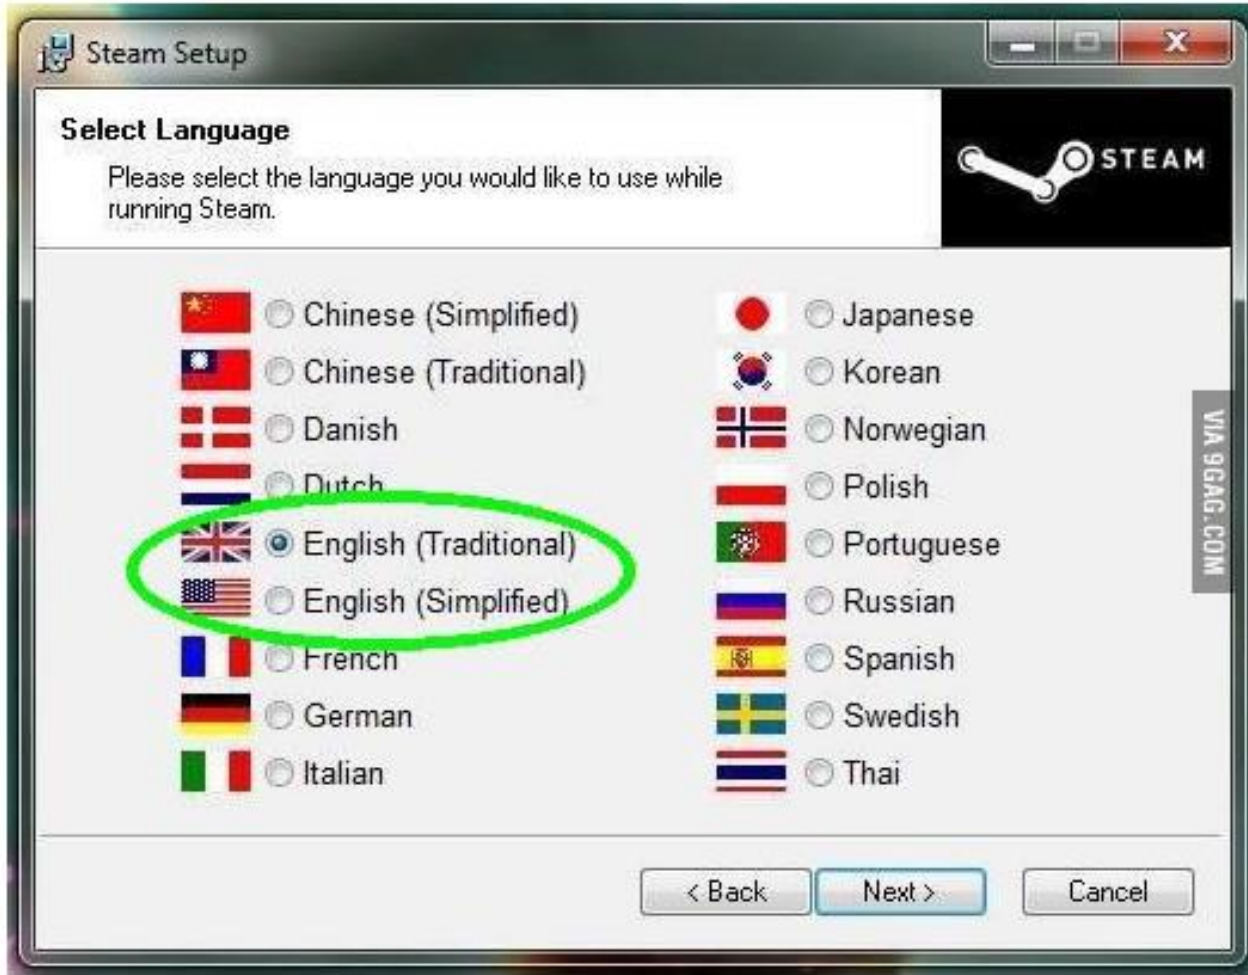 Steam Setup
Select Language
Please select the language you would like to use while
running Steam.
STEAM
Chinese (Simplified)
Chinese (Traditional)
Danish
Dutch
English (Traditional)
English (Simplified)
French
German
Italian
Japanese
Korean
Norwegian
Polish
Portuguese
Russian
Spanish
Swedish
Thai
VIA 9GAG.COM
< Back
Next >
Cancel